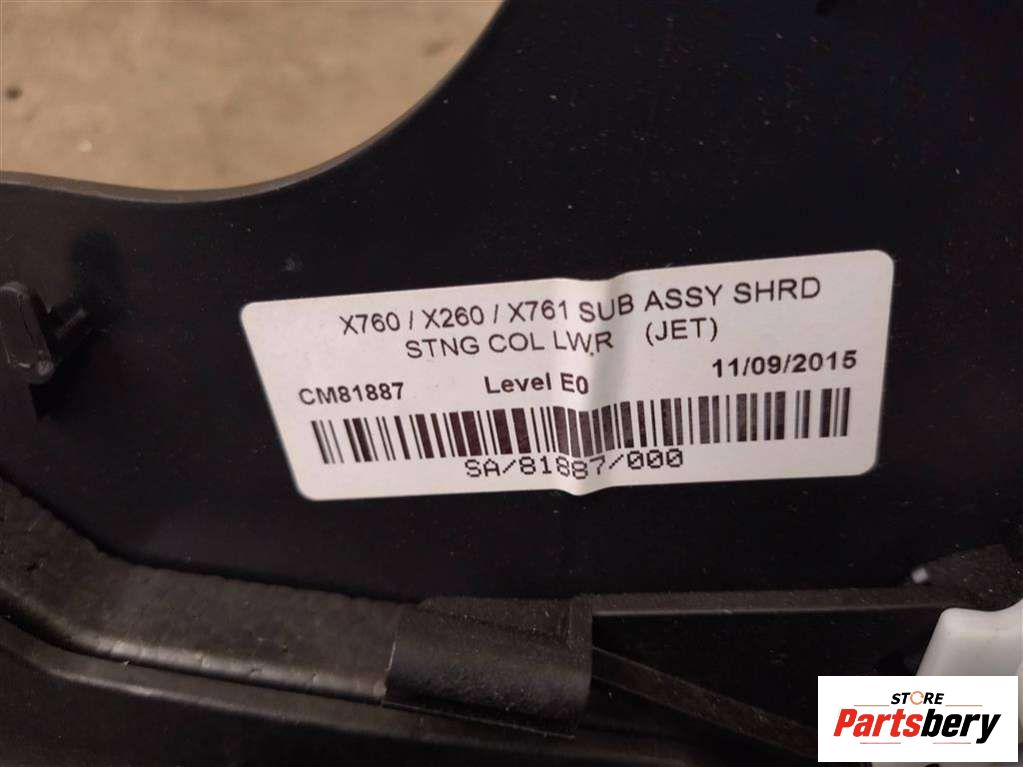 X760 / X260 / X761 SUB ASSY SHRD
STNG COL LWR (JET)
CM81887 Level E0 11/09/2015
SA/81887/000
STORE
Partsbery